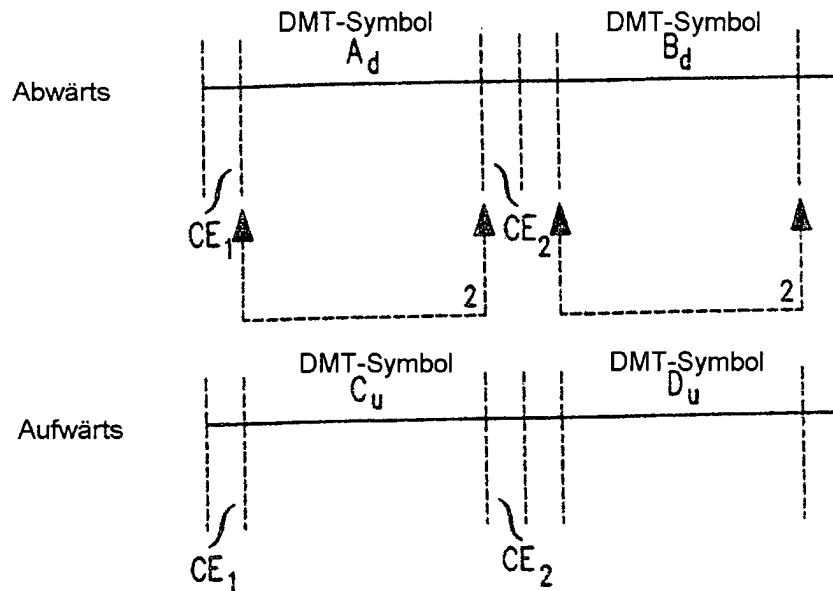 DMT-Symbol DMT-Symbol
A_d B_d
Abwärts
CE_1 CE_2
2 2
DMT-Symbol DMT-Symbol
C_u D_u
Aufwärts
CE_1 CE_2